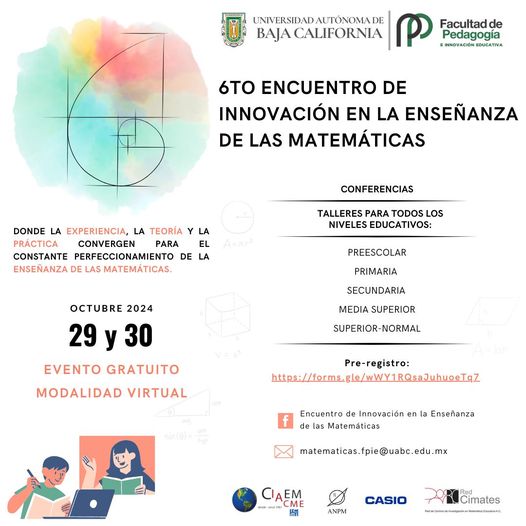 UNIVERSIDAD AUTÓNOMA DE
BAJA CALIFORNIA
Facultad de
Pedagogía
E INNOVACIÓN EDUCATIVA
6TO ENCUENTRO DE
INNOVACIÓN EN LA ENSEÑANZA
DE LAS MATEMÁTICAS
DONDE LA EXPERIENCIA, LA TEORÍA Y LA
PRÁCTICA CONVERGEN PARA EL
CONSTANTE PERFECCIONAMIENTO DE LA
ENSEÑANZA DE LAS MATEMÁTICAS.
OCTUBRE 2024
29 y 30
EVENTO GRATUITO
MODALIDAD VIRTUAL
CONFERENCIAS
TALLERES PARA TODOS LOS
NIVELES EDUCATIVOS:
PREESCOLAR
PRIMARIA
SECUNDARIA
MEDIA SUPERIOR
SUPERIOR-NORMAL
Pre-registro:
https://forms.gle/wWY1RQsaJuhuoeTq7
Encuentro de Innovación en la Enseñanza
de las Matemáticas
matematicas.fpie@uabc.edu.mx
CIAEM
CME
ANPM
CASIO
Red
Cimates